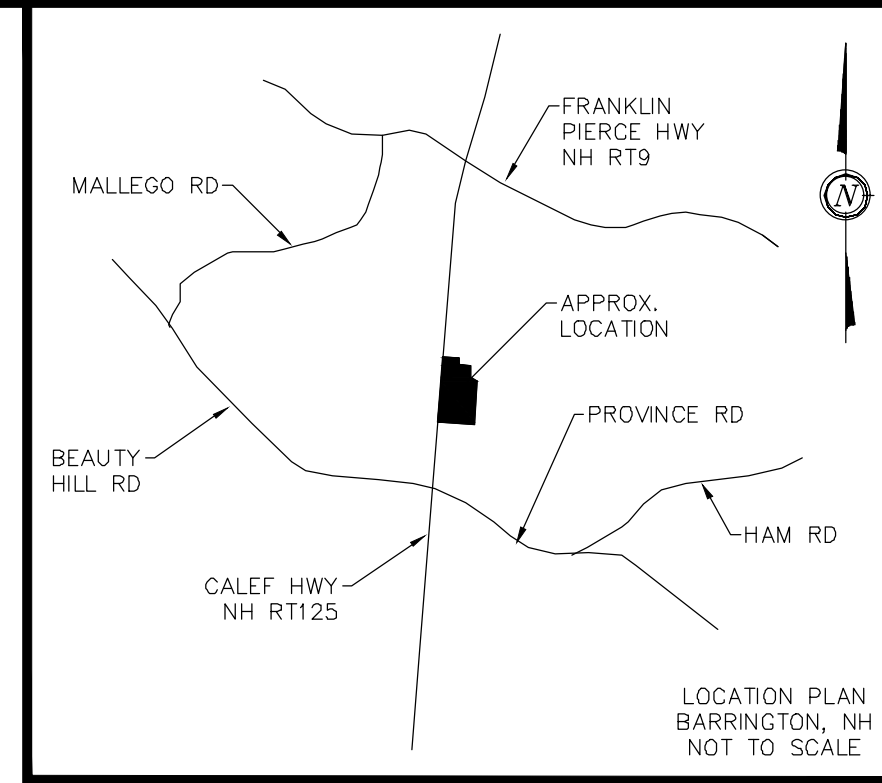 FRANKLIN
PIERCE HWY
NH RT9
MALLEGO RD
N
APPROX.
LOCATION
PROVINCE RD
BEAUTY
HILL RD
HAM RD
CALEF HWY
NH RT125
LOCATION PLAN
BARRINGTON, NH
NOT TO SCALE